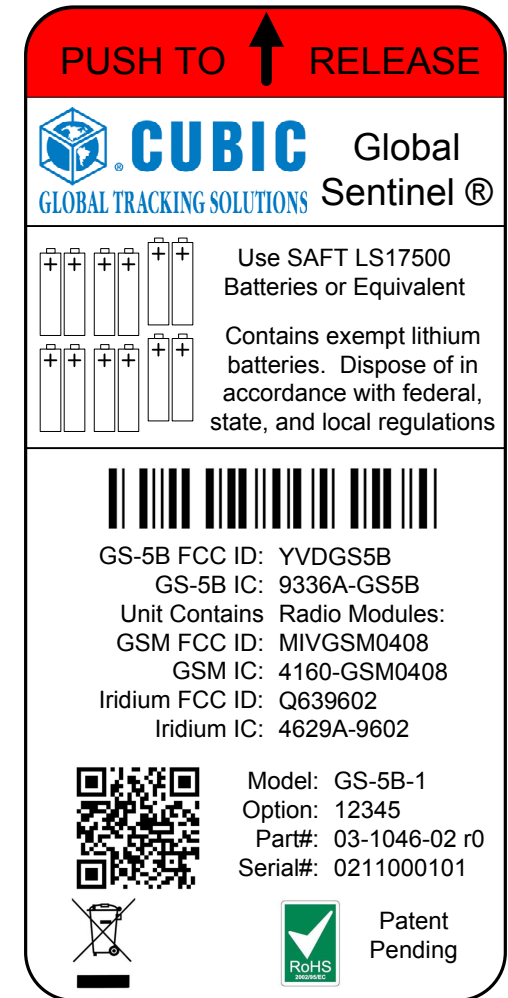 PUSH TO RELEASE
CUBIC
®
GLOBAL TRACKING SOLUTIONS
Global
Sentinel ®
+ + + + + +
+ + + + + +
Use SAFT LS17500
Batteries or Equivalent
Contains exempt lithium
batteries. Dispose of in
accordance with federal,
state, and local regulations
GS-5B FCC ID: YVDGS5B
GS-5B IC: 9336A-GS5B
Unit Contains Radio Modules:
GSM FCC ID: MIVGSM0408
GSM IC: 4160-GSM0408
Iridium FCC ID: Q639602
Iridium IC: 4629A-9602
Model: GS-5B-1
Option: 12345
Part#: 03-1046-02 r0
Serial#: 0211000101
RoHS
2002/95/EC
Patent
Pending